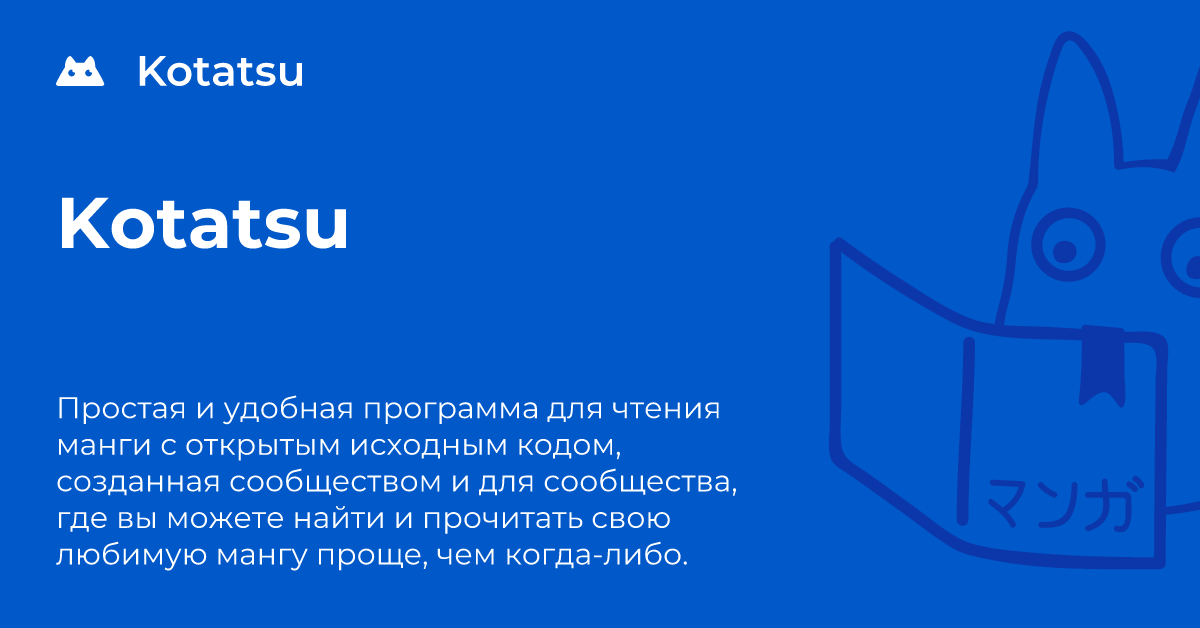 Kotatsu
Kotatsu
Простая и удобная программа для чтения
манги с открытым исходным кодом,
созданная сообществом и для сообщества,
где вы можете найти и прочитать свою
любимую мангу проще, чем когда-либо.
マンガ